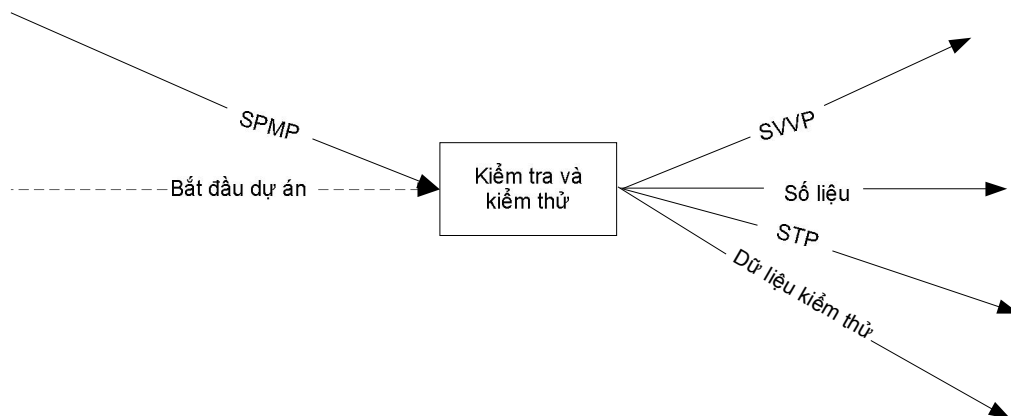 SPMP
Bắt đầu dự án
Kiểm tra và
kiểm thử
SVVP
Số liệu
STP
Dữ liệu kiểm thử